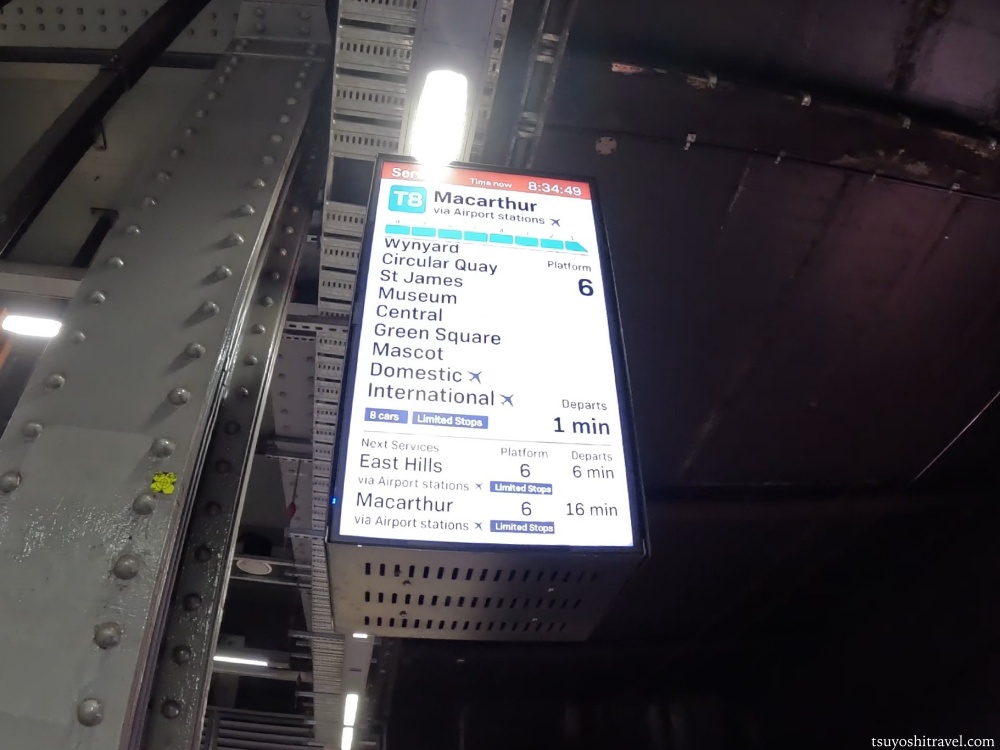 Time now 8:34:49
T8 Macarthur
via Airport stations
Wynyard
Circular Quay
St James
Museum
Central
Green Square
Mascot
Domestic
International
Platform
6
Departs
1 min
8 cars Limited Stops
Next Services Platform Departs
East Hills 6 6 min
via Airport stations Limited Stops
Macarthur 6 16 min
via Airport stations Limited Stops
tsuyoshitravel.com